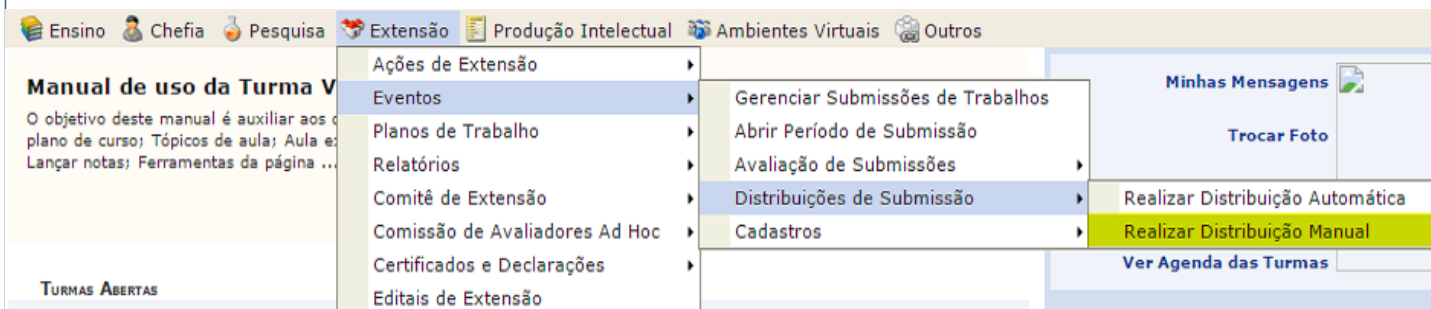 Ensino Chefia Pesquisa Extensão Produção Intelectual Ambientes Virtuais Outros
Manual de uso da Turma V
O objetivo deste manual é auxiliar aos
plano de curso; Tópicos de aula; Aula e
Lançar notas; Ferramentas da página ...
TURMAS ABERTAS
Ações de Extensão
Eventos
Planos de Trabalho
Relatórios
Comitê de Extensão
Comissão de Avaliadores Ad Hoc
Certificados e Declarações
Editais de Extensão
Gerenciar Submissões de Trabalhos
Abrir Período de Submissão
Avaliação de Submissões
Distribuições de Submissão
Cadastros
Realizar Distribuição Automática
Realizar Distribuição Manual
Minhas Mensagens
Trocar Foto
Ver Agenda das Turmas